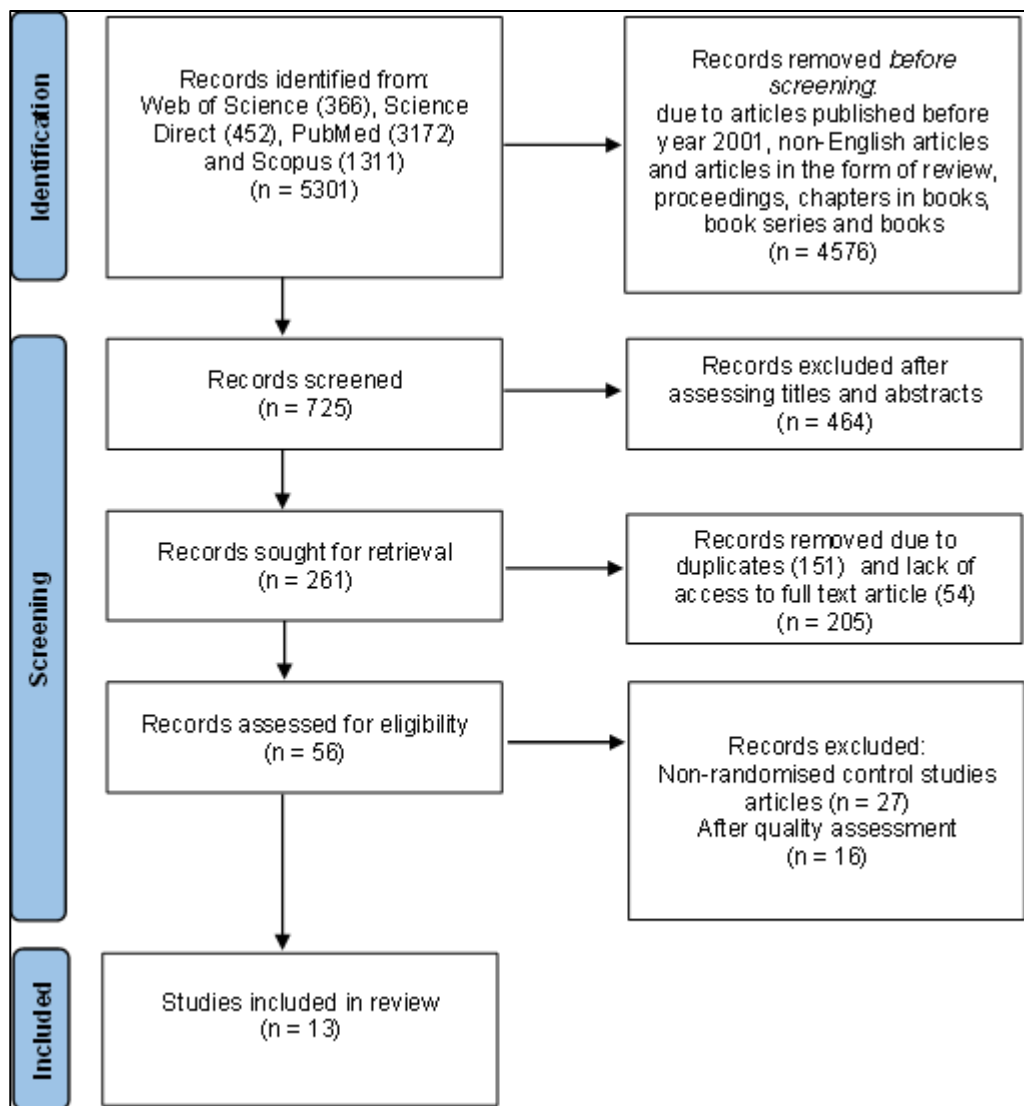 Identification
Records identified from:
Web of Science (366), Science
Direct (452), PubMed (3172)
and Scopus (1311)
(n = 5301)
Records removed before
screening:
due to articles published before
year 2001, non-English articles
and articles in the form of review,
proceedings, chapters in books,
book series and books
(n = 4576)
Screening
Records screened
(n = 725)
Records excluded after
assessing titles and abstracts
(n = 464)
Records sought for retrieval
(n = 261)
Records removed due to
duplicates (151) and lack of
access to full text article (54)
(n = 205)
Records assessed for eligibility
(n = 56)
Records excluded:
Non-randomised control studies
articles (n = 27)
After quality assessment
(n = 16)
Included
Studies included in review
(n = 13)